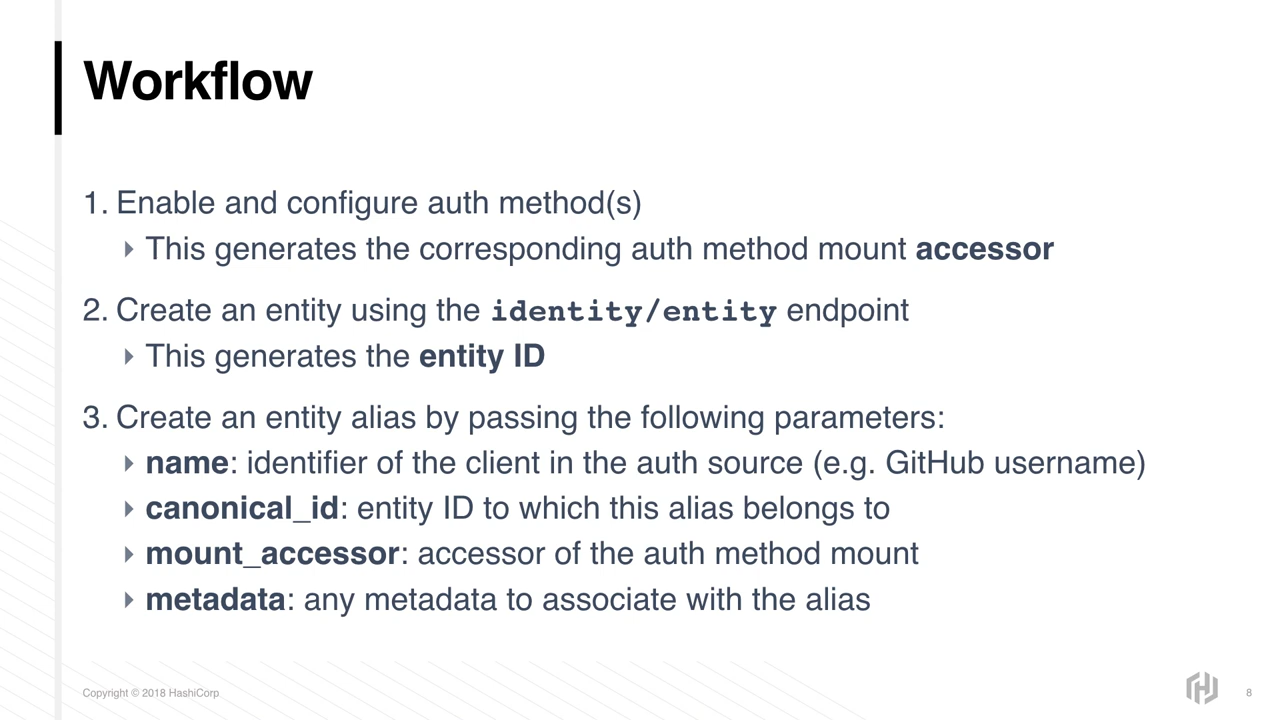 Workflow
1. Enable and configure auth method(s)
This generates the corresponding auth method mount accessor
2. Create an entity using the identity/entity endpoint
This generates the entity ID
3. Create an entity alias by passing the following parameters:
name: identifier of the client in the auth source (e.g. GitHub username)
canonical_id: entity ID to which this alias belongs to
mount_accessor: accessor of the auth method mount
metadata: any metadata to associate with the alias
Copyright © 2018 HashiCorp
8